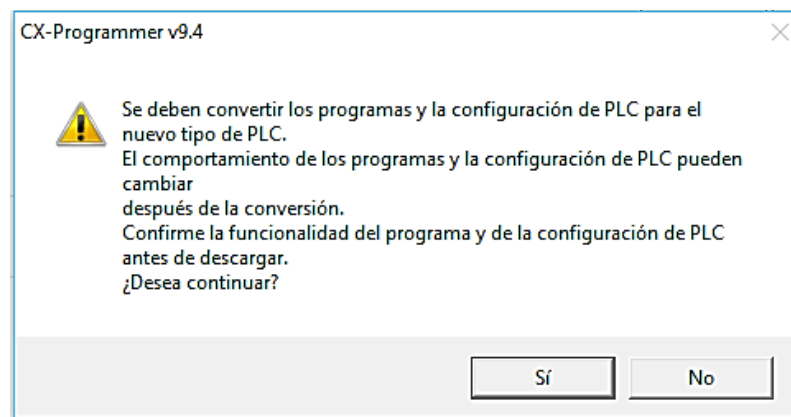 CX-Programmer v9.4
Se deben convertir los programas y la configuración de PLC para el
nuevo tipo de PLC.
El comportamiento de los programas y la configuración de PLC pueden
cambiar
después de la conversión.
Confirme la funcionalidad del programa y de la configuración de PLC
antes de descargar.
¿Desea continuar?
Sí
No